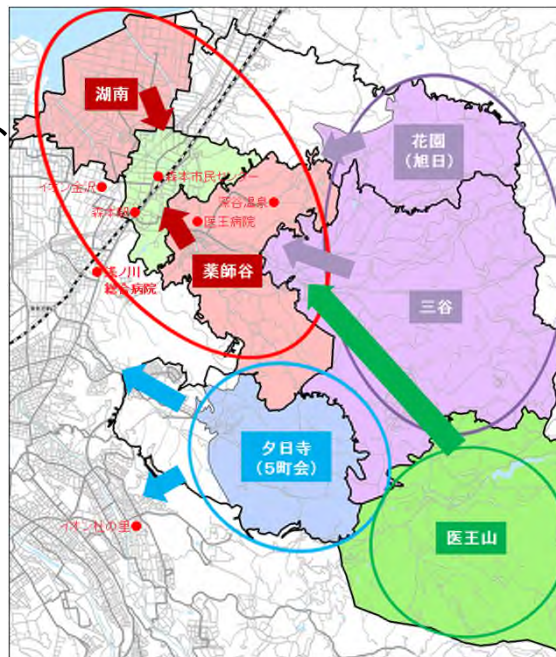 湖南
花園
(旭日)
森本市民センター
イオン金沢
深谷温泉
森本駅
医王病院
薬師谷
浅ノ川
総合病院
三谷
夕日寺
(5町会)
イオン杜の里
医王山